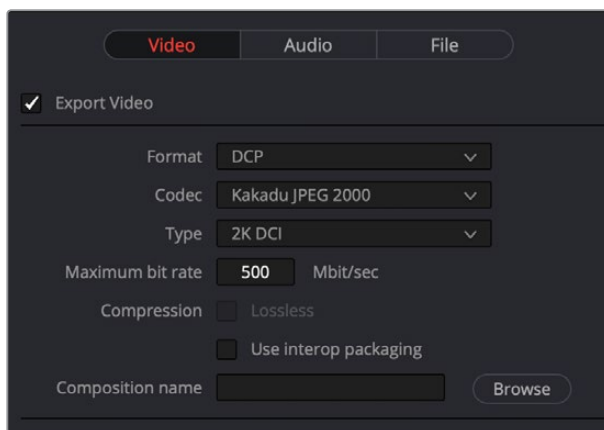 Video Audio File
Export Video
Format DCP
Codec Kakadu JPEG 2000
Type 2K DCI
Maximum bit rate 500 Mbit/sec
Compression Lossless
Use interop packaging
Composition name Browse